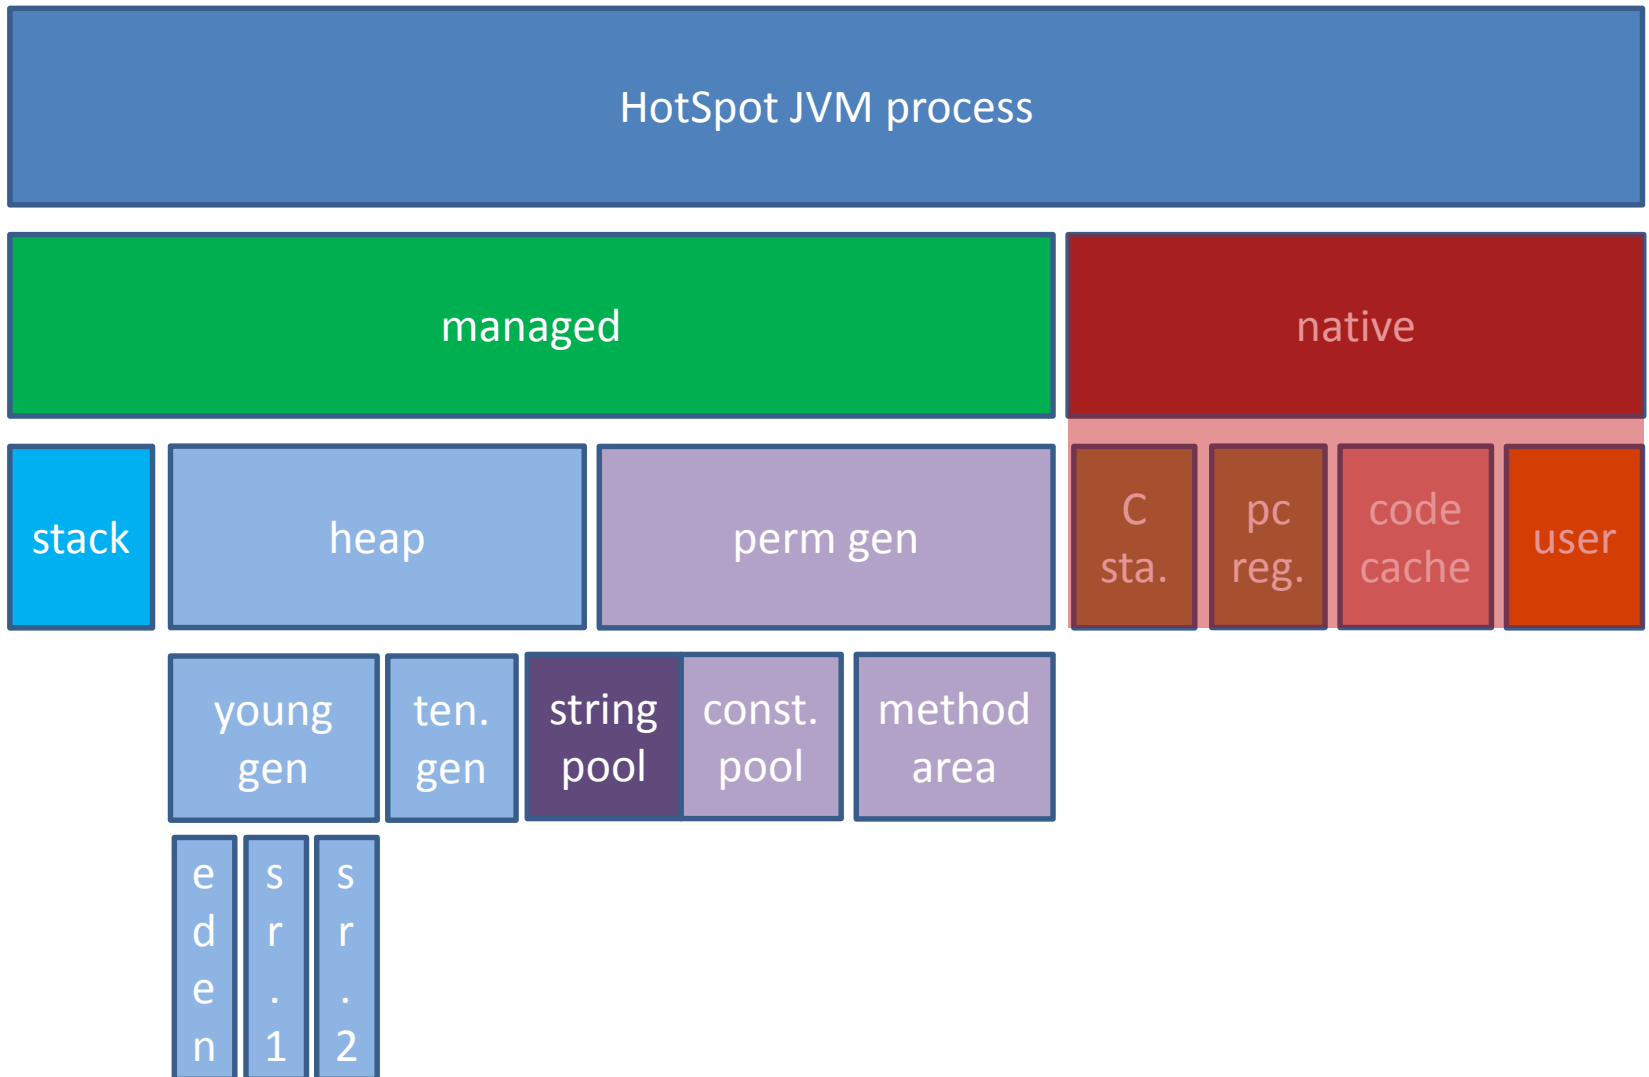 HotSpot JVM process
managed
native
stack
heap
perm gen
C
sta.
pc
reg.
code
cache
user
young
gen
ten.
gen
string
pool
const.
pool
method
area
e
d
e
n
s
r
.
1
s
r
.
2